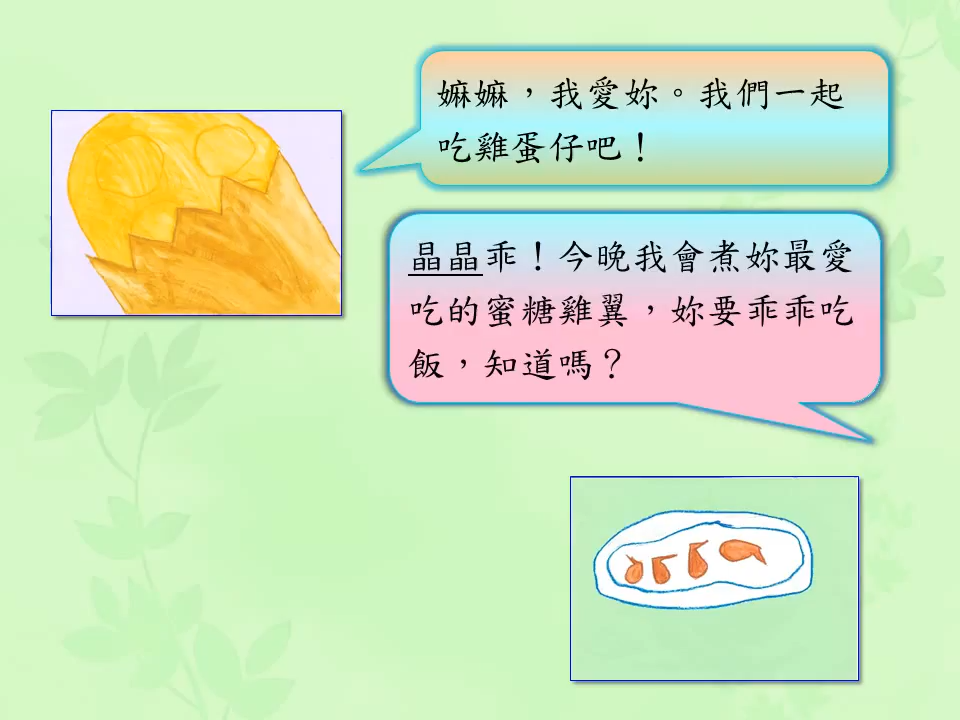 嫲嫲，我愛妳。我們一起
吃雞蛋仔吧！
晶晶乖！今晚我會煮妳最愛
吃的蜜糖雞翼，妳要乖乖吃
飯，知道嗎？